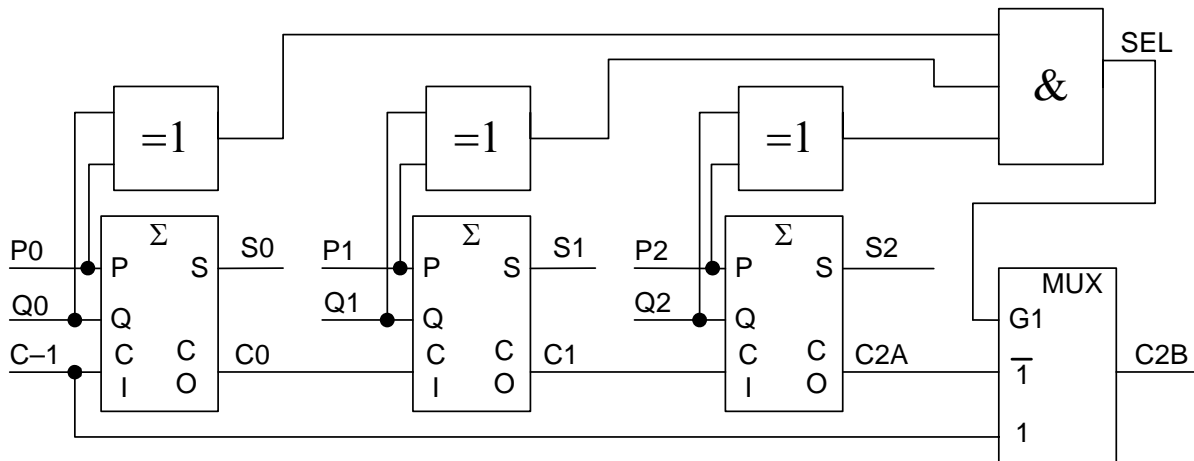 SEL
&
=1 =1 =1
Σ Σ Σ
P0 P S S0 P1 P S S1 P2 P S S2
MUX
Q0 Q Q1 Q Q2 Q G1
C–1 C I C O C0 C I C O C1 C I C O C2A 1̅ C2B
1